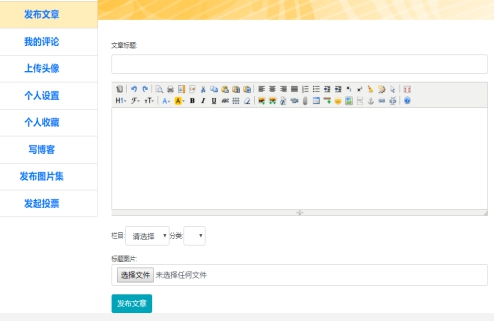 发布文章
我的评论
上传头像
个人设置
个人收藏
写博客
发布图片集
发起投票
文章标题:
H1 ℱ тT A A B I U ABC
栏目: 请选择 分类:
标题图片:
选择文件 未选择任何文件
发布文章